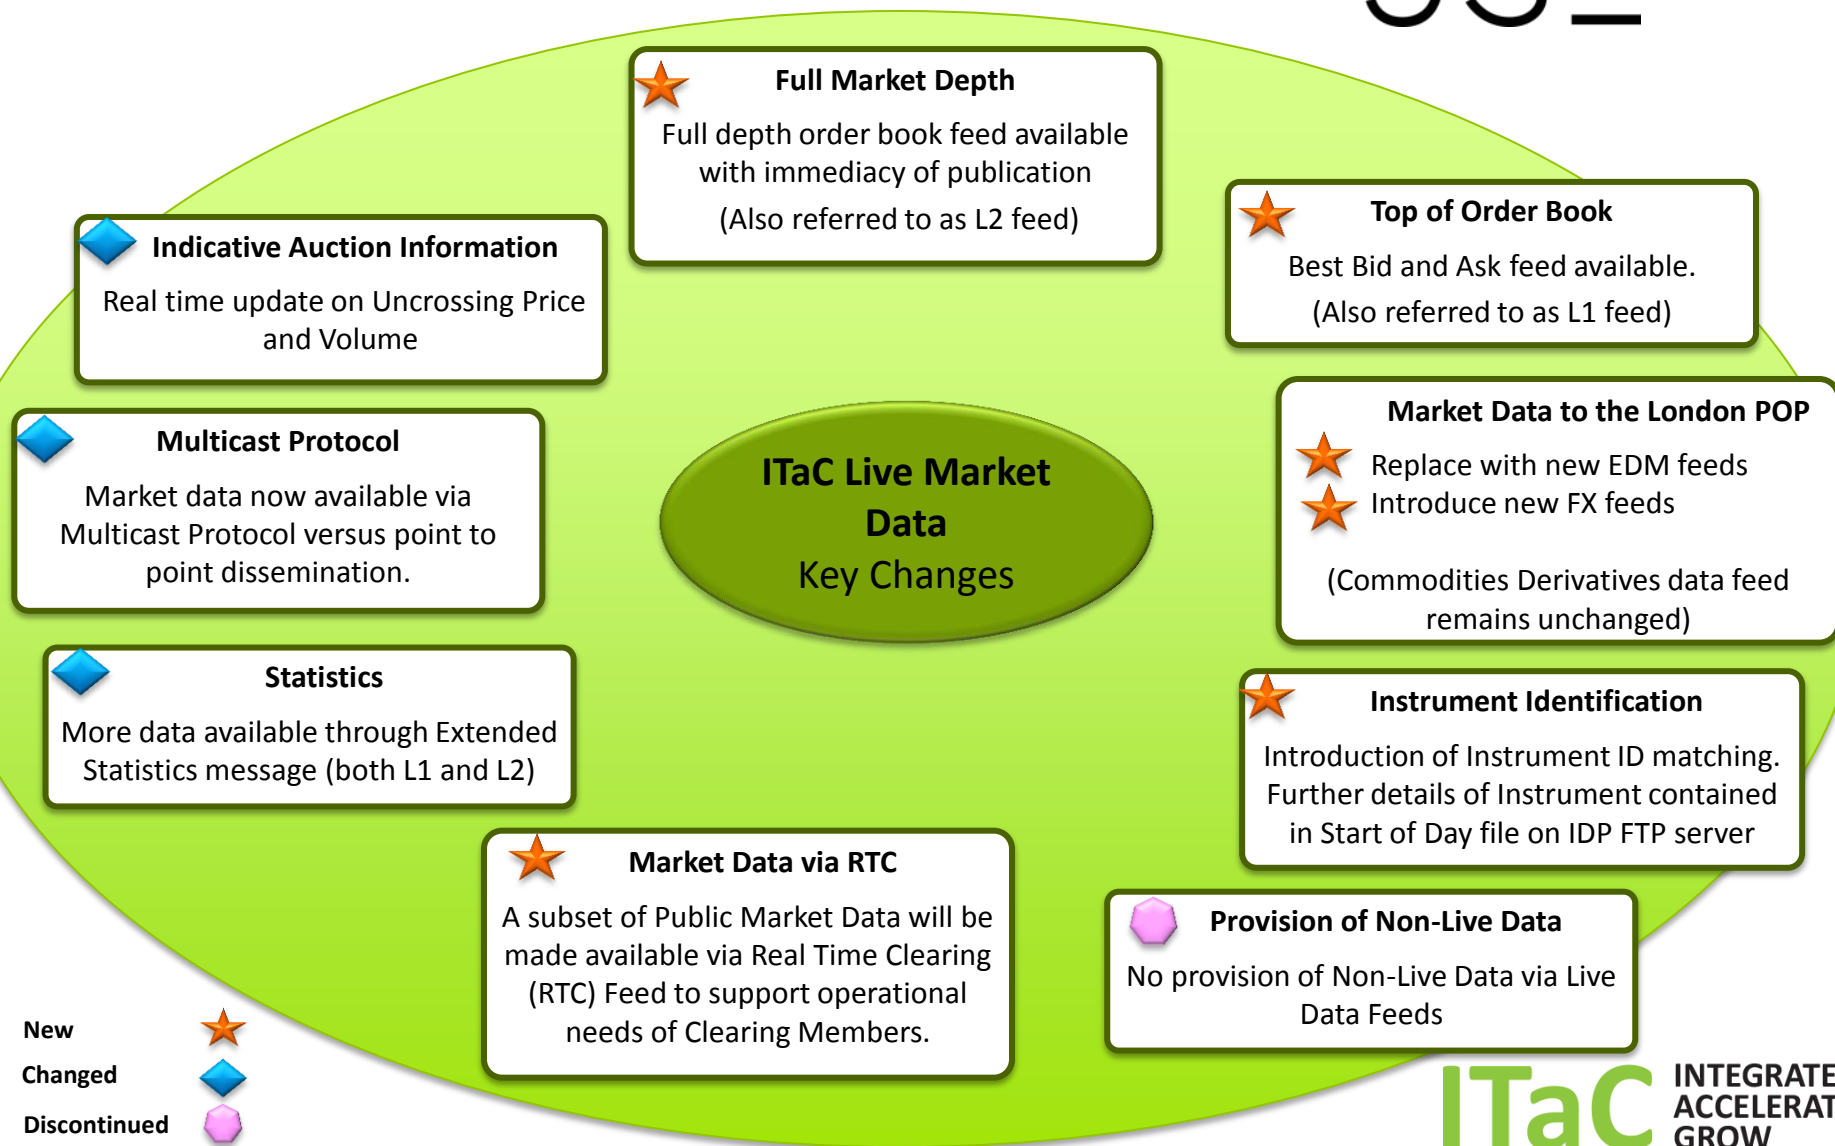 Full Market Depth
Full depth order book feed available
with immediacy of publication
(Also referred to as L2 feed)
Top of Order Book
Best Bid and Ask feed available.
(Also referred to as L1 feed)
Indicative Auction Information
Real time update on Uncrossing Price
and Volume
Market Data to the London POP
Replace with new EDM feeds
Introduce new FX feeds
(Commodities Derivatives data feed
remains unchanged)
Multicast Protocol
Market data now available via
Multicast Protocol versus point to
point dissemination.
ITaC Live Market
Data
Key Changes
Statistics
More data available through Extended
Statistics message (both L1 and L2)
Instrument Identification
Introduction of Instrument ID matching.
Further details of Instrument contained
in Start of Day file on IDP FTP server
Market Data via RTC
A subset of Public Market Data will be
made available via Real Time Clearing
(RTC) Feed to support operational
needs of Clearing Members.
Provision of Non-Live Data
No provision of Non-Live Data via Live
Data Feeds
New
Changed
Discontinued
ITaC
INTEGRATE
ACCELERAT
GROW